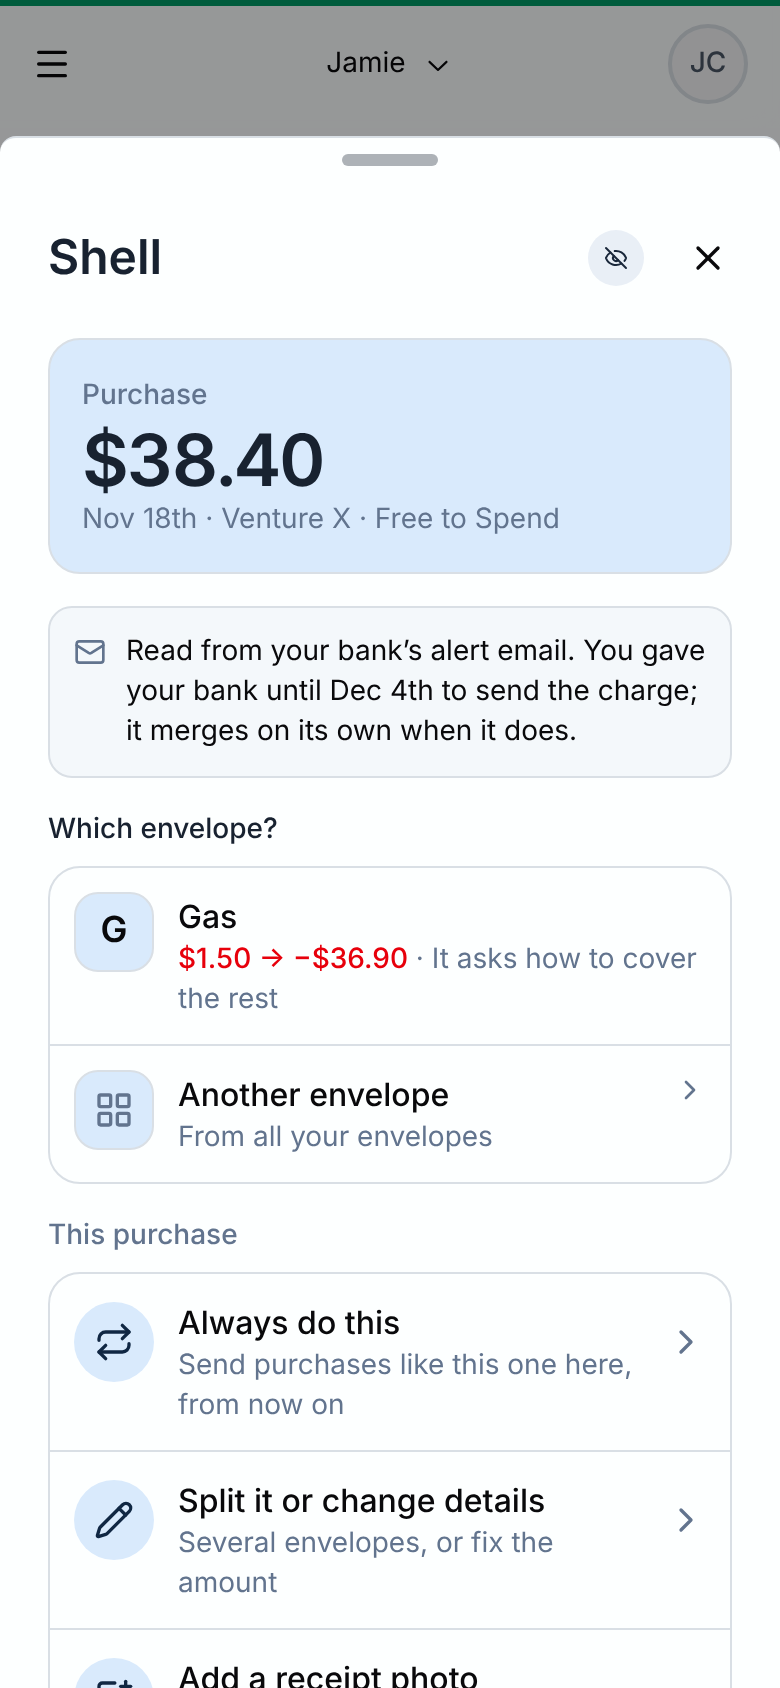 Jamie
JC
Shell
Purchase
$38.40
Nov 18th · Venture X · Free to Spend
Read from your bank’s alert email. You gave
your bank until Dec 4th to send the charge;
it merges on its own when it does.
Which envelope?
G
Gas
$1.50 → −$36.90 · It asks how to cover
the rest
Another envelope
From all your envelopes
This purchase
Always do this
Send purchases like this one here,
from now on
Split it or change details
Several envelopes, or fix the
amount
Add a receipt photo